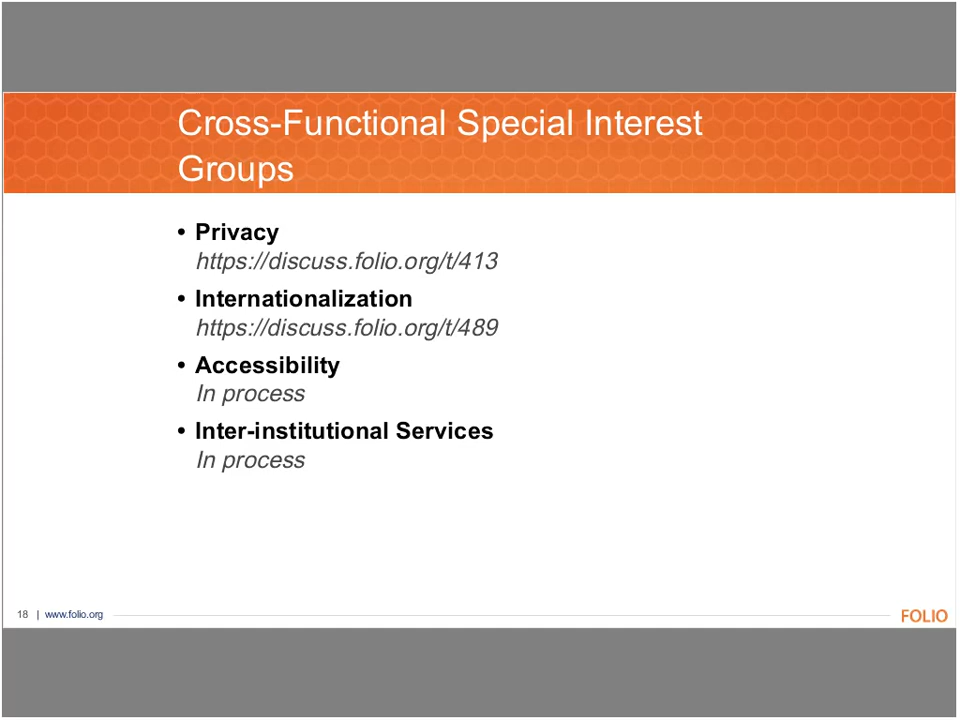 Cross-Functional Special Interest
Groups
• Privacy
https://discuss.folio.org/t/413
• Internationalization
https://discuss.folio.org/t/489
• Accessibility
In process
• Inter-institutional Services
In process
18 | www.folio.org
FOLIO